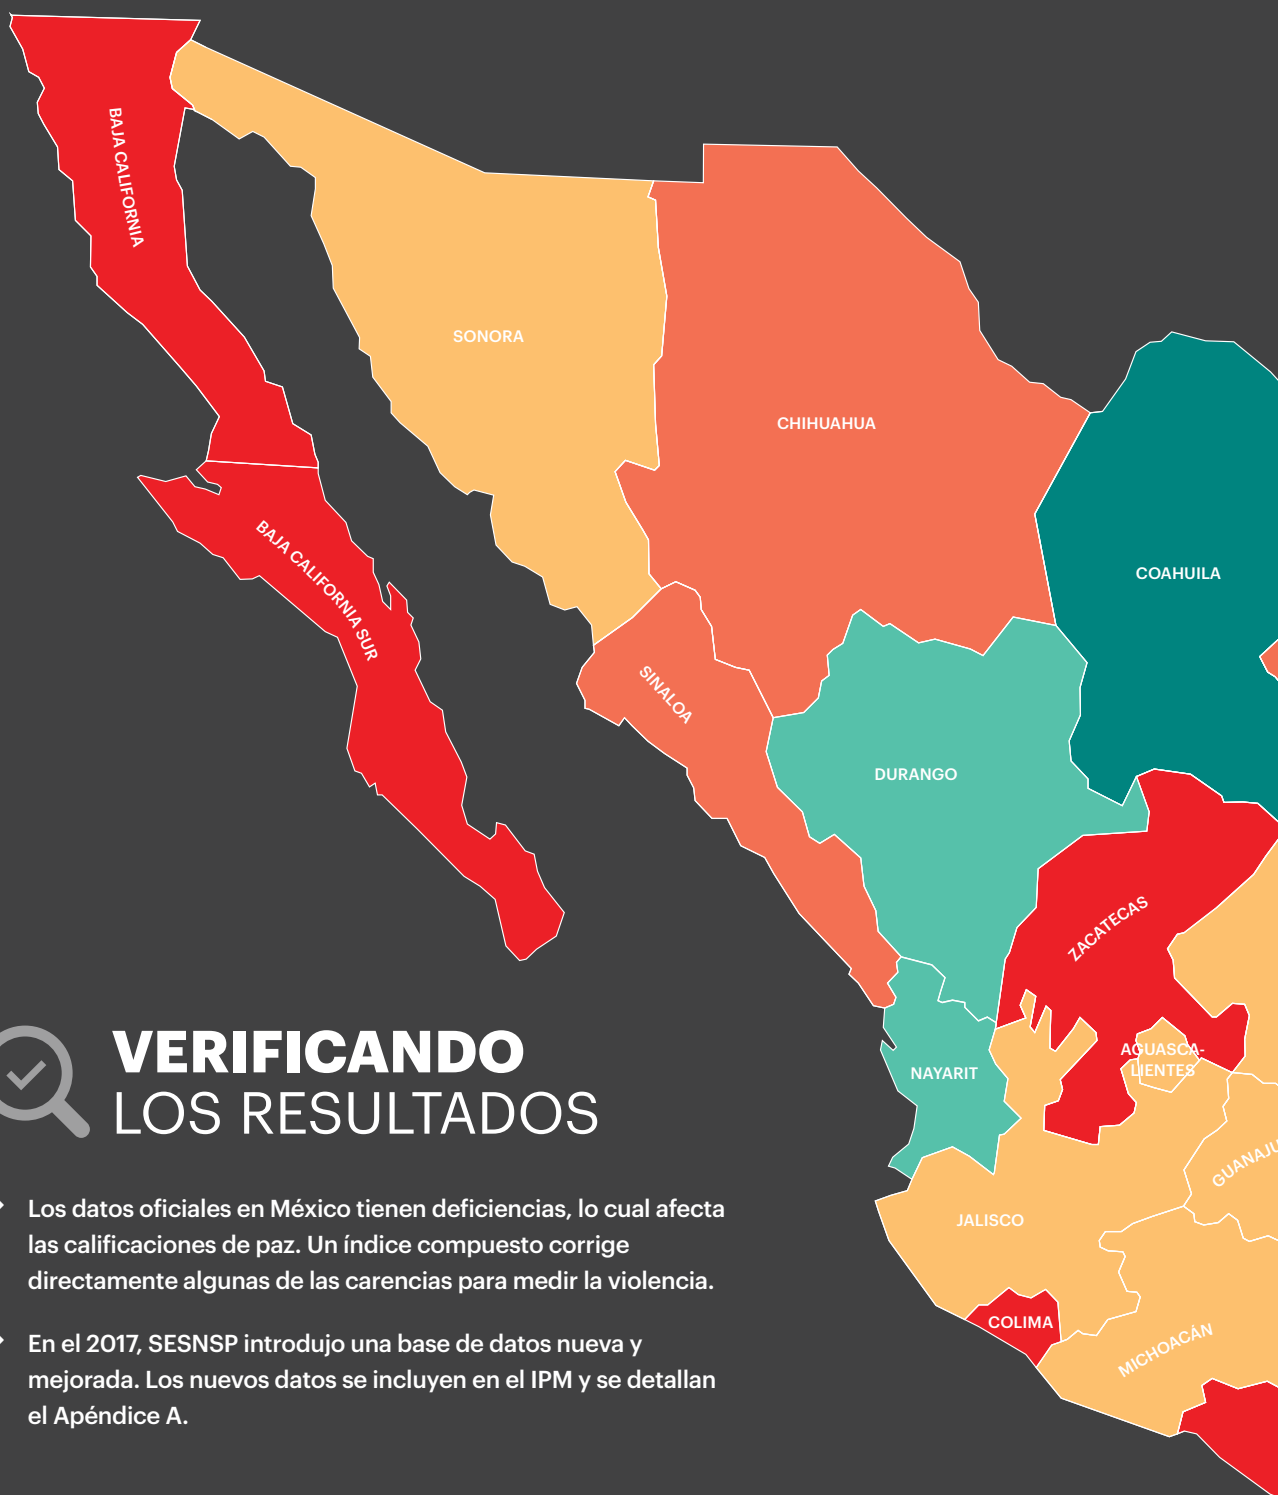 BAJA CALIFORNIA
SONORA
CHIHUAHUA
COAHUILA
BAJA CALIFORNIA SUR
SINALOA
DURANGO
ZACATECAS
AGUASCA-
LIENTES
NAYARIT
GUANAJU
JALISCO
COLIMA
MICHOACÁN
VERIFICANDO
LOS RESULTADOS
Los datos oficiales en México tienen deficiencias, lo cual afecta
las calificaciones de paz. Un índice compuesto corrige
directamente algunas de las carencias para medir la violencia.
En el 2017, SESNSP introdujo una base de datos nueva y
mejorada. Los nuevos datos se incluyen en el IPM y se detallan
el Apéndice A.